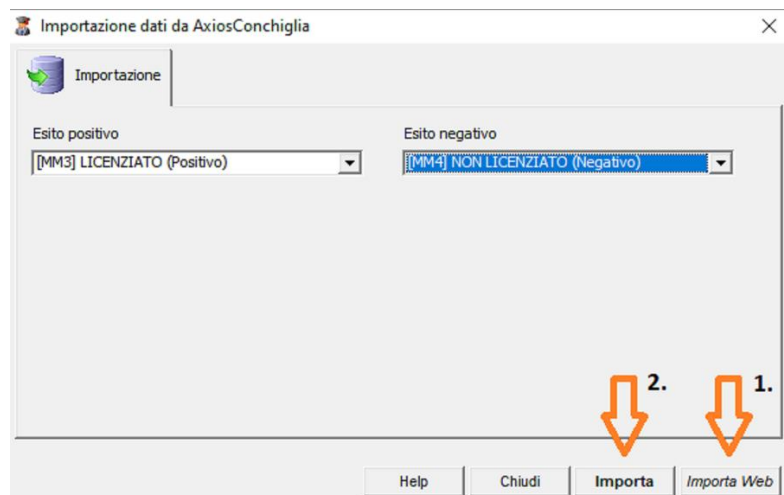 Importazione dati da AxiosConchiglia
Importazione
Esito positivo
Esito negativo
[MM3] LICENZIATO (Positivo)
[MM4] NON LICENZIATO (Negativo)
2.
1.
Help
Chiudi
Importa
Importa Web